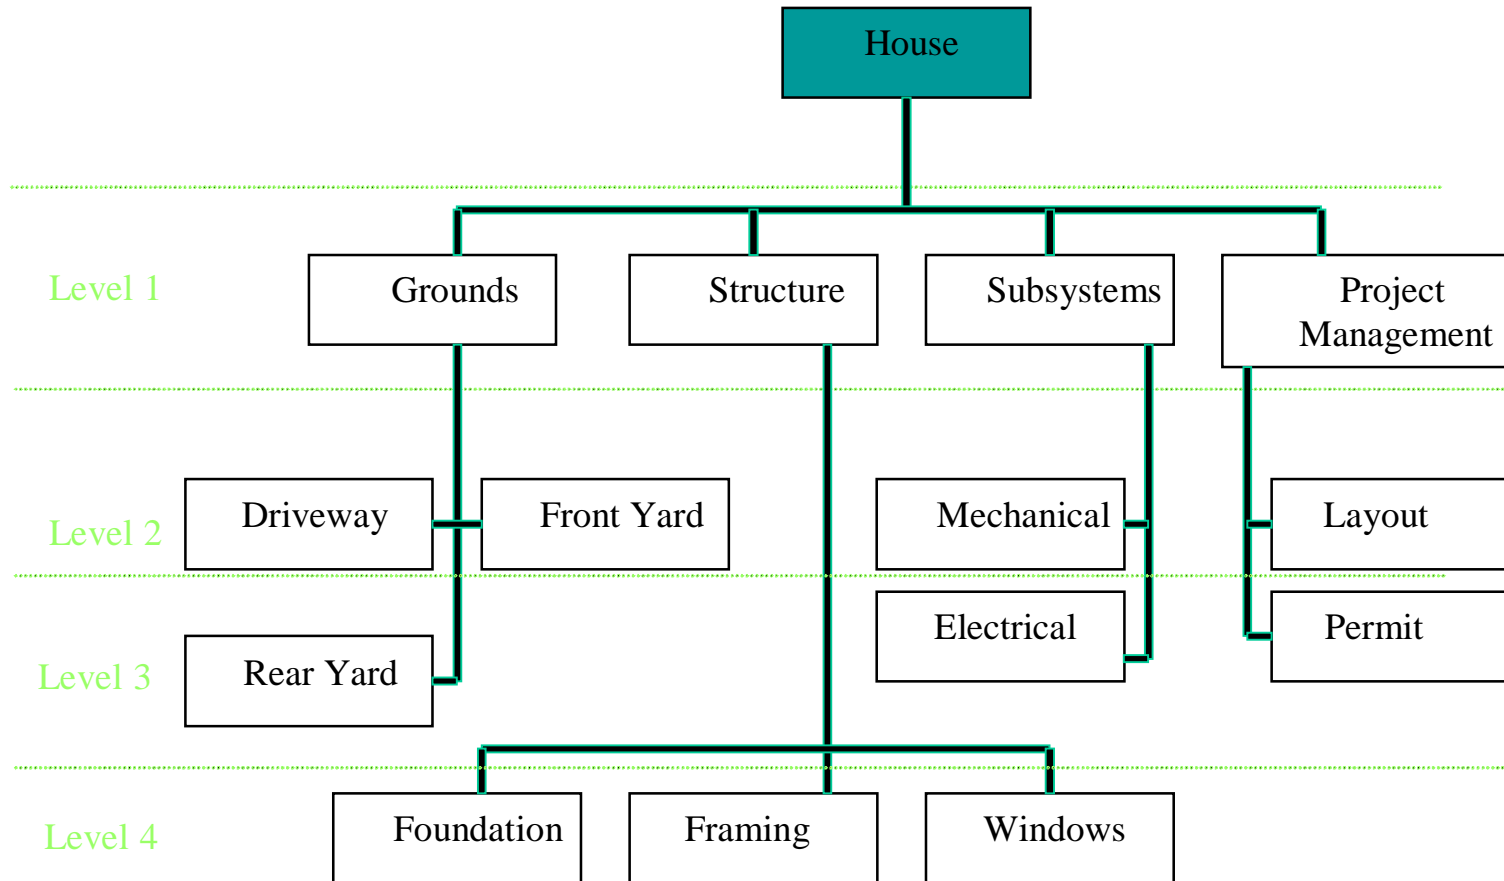 House
Level 1
Grounds
Structure
Subsystems
Project
Management
Level 2
Driveway
Front Yard
Mechanical
Layout
Level 3
Rear Yard
Electrical
Permit
Level 4
Foundation
Framing
Windows